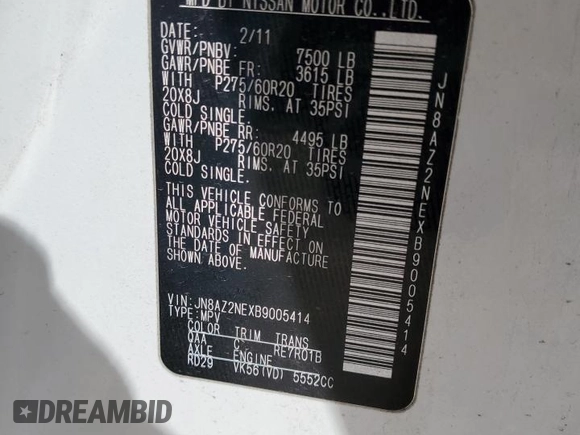 MFD BY NISSAN MOTOR CO.,LTD.
DATE: 2/11
GVWR/PNBV: 7500 LB
GAWR/PNBE FR: 3615 LB
WITH P275/60R20 TIRES
20X8J RIMS. AT 35PSI
COLD SINGLE.
GAWR/PNBE RR: 4495 LB
WITH P275/60R20 TIRES
20X8J RIMS. AT 35PSI
COLD SINGLE.
THIS VEHICLE CONFORMS TO
ALL APPLICABLE FEDERAL
MOTOR VEHICLE SAFETY
STANDARDS IN EFFECT ON
THE DATE OF MANUFACTURE
SHOWN ABOVE.
VIN: JN8AZ2NEXB9005414
TYPE: MPV
COLOR TRIM TRANS
QAA C. RE7R01B
AXLE ENGINE
RD29 VK56(VD) 5552CC
JN8AZ2NEXB9005414
DREAMBID